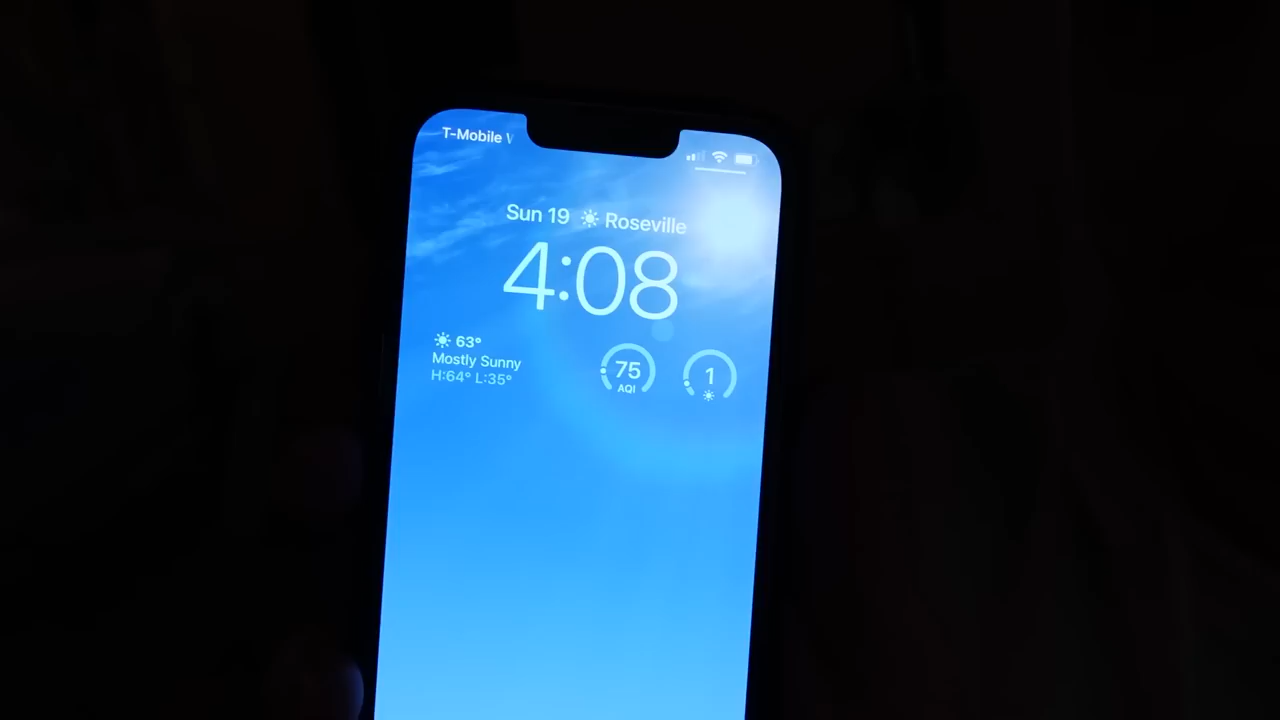 T-Mobile
Sun 19 Roseville
4:08
63°
Mostly Sunny
H:64° L:35°
75
AQI
1